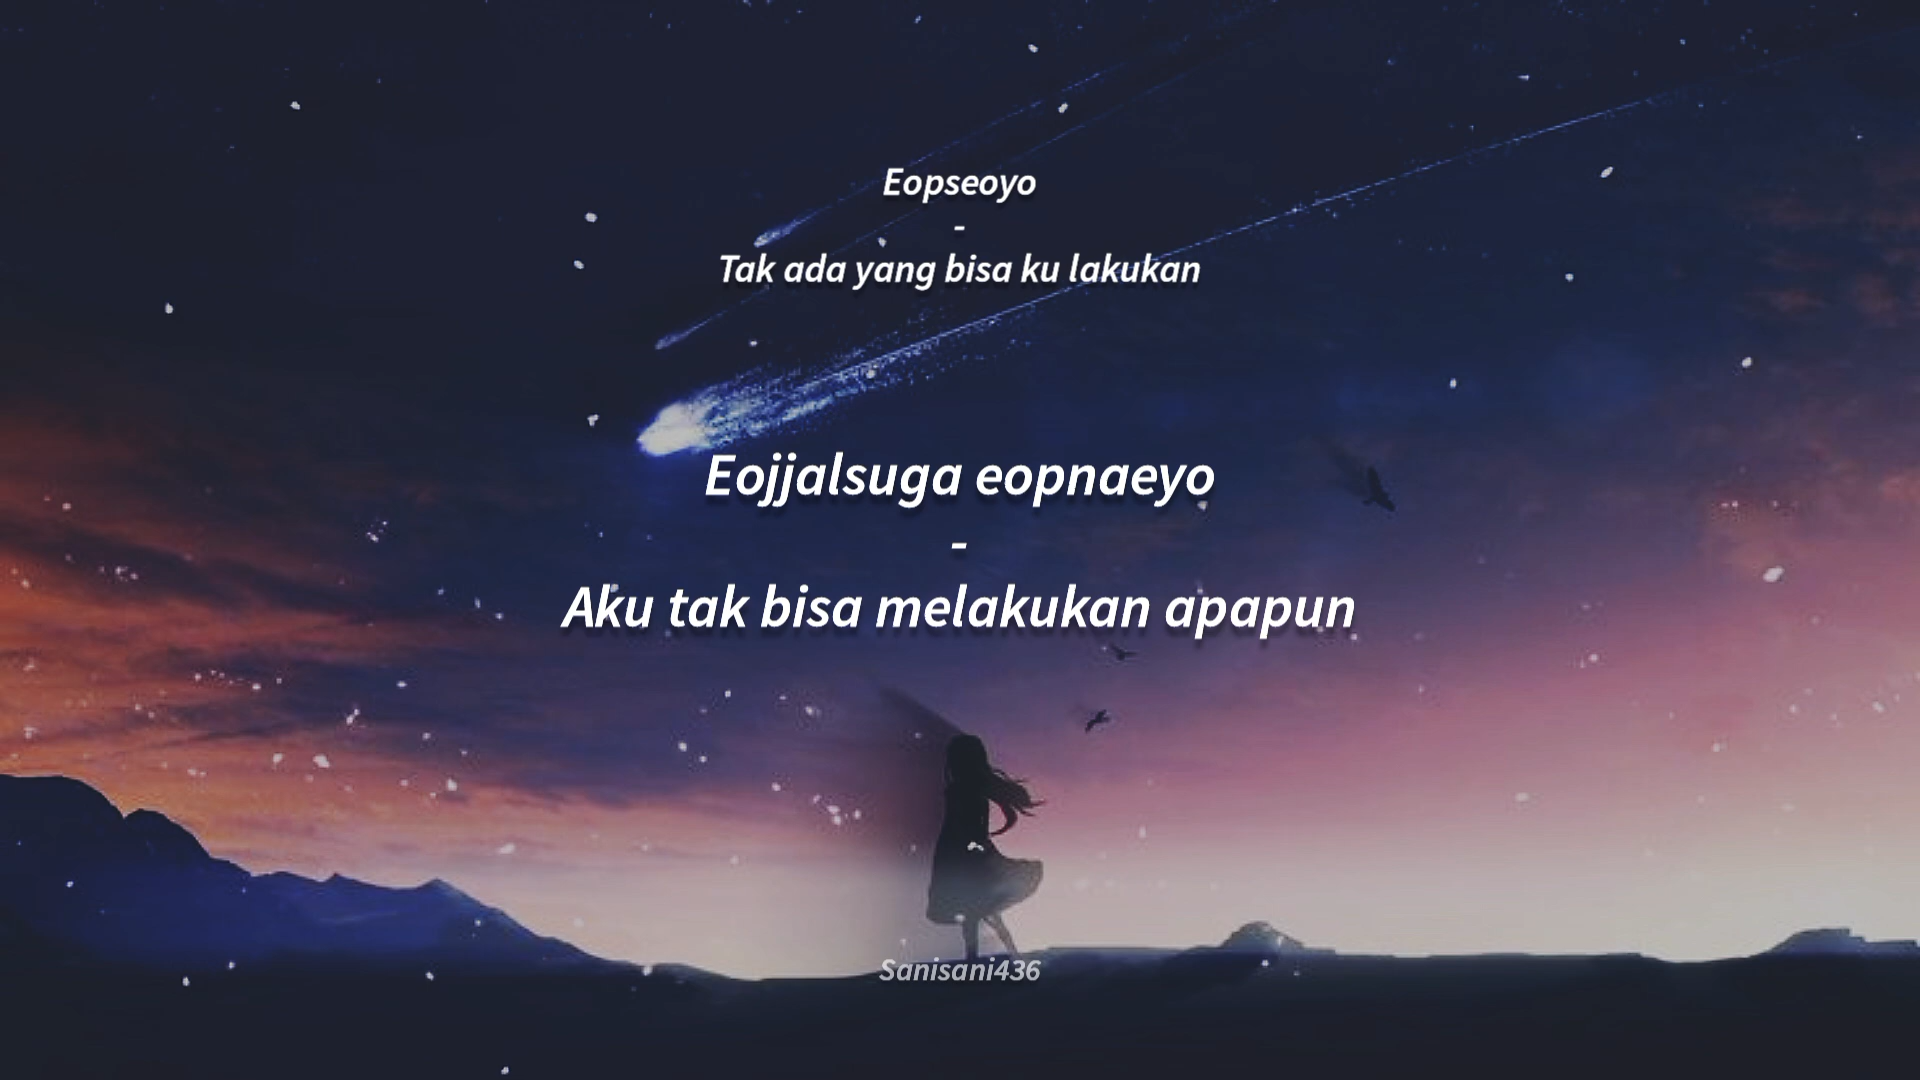 Eopseoyo
-
Tak ada yang bisa ku lakukan
Eojjalsuga eopnaeyo
-
Aku tak bisa melakukan apapun
Sanisani436